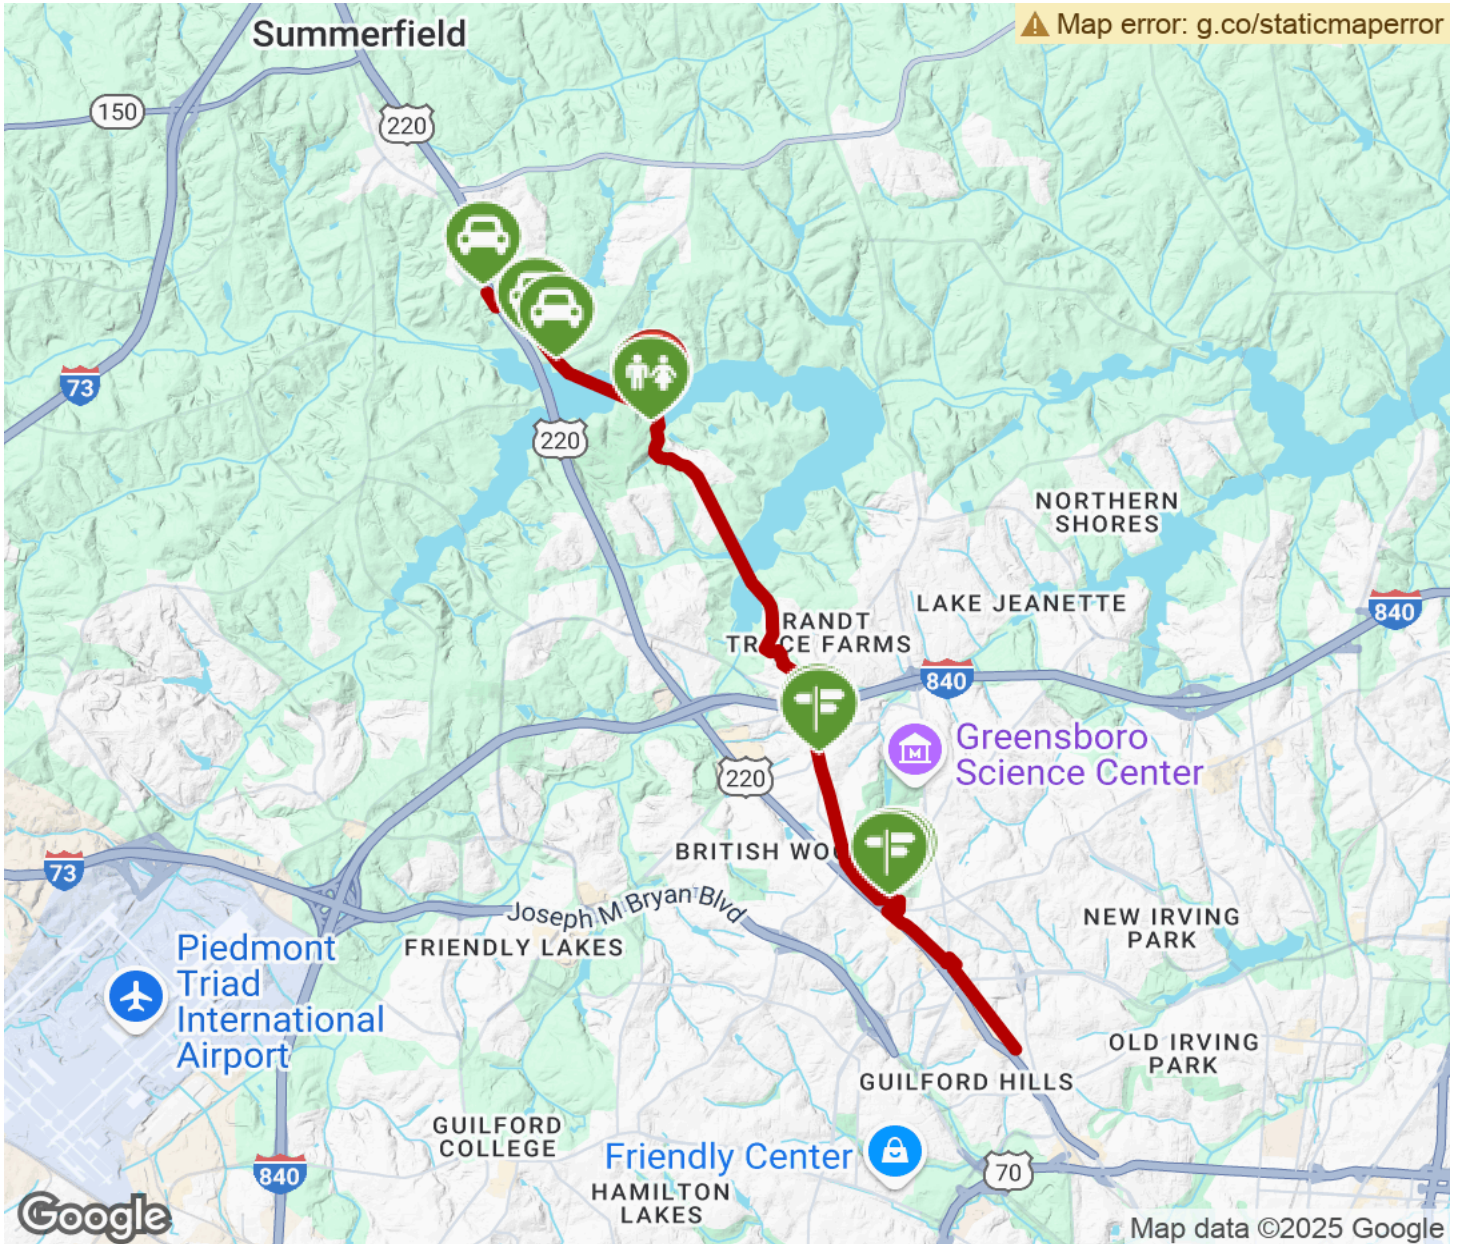 Summerfield
Map error: g.co/staticmaperror
150
220
73
220
NORTHERN
SHORES
LAKE JEANETTE
840
RANDT
TR CE FARMS
840
Greensboro
Science Center
220
BRITISH WOO
73
Joseph M Bryan Blvd
FRIENDLY LAKES
NEW IRVING
PARK
Piedmont
Triad
International
Airport
OLD IRVING
PARK
GUILFORD HILLS
GUILFORD
COLLEGE
Friendly Center
70
840
HAMILTON
LAKES
Google
Map data ©2025 Google